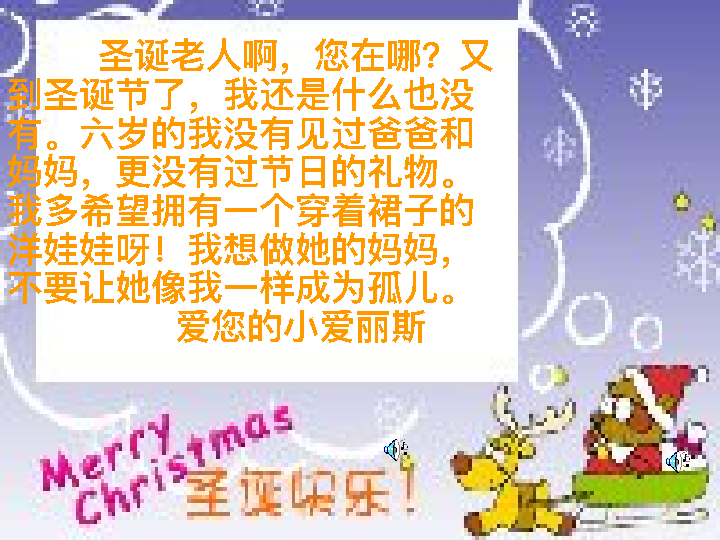 圣诞老人啊，您在哪？又
到圣诞节了，我还是什么也没
有。六岁的我没有见过爸爸和
妈妈，更没有过节日的礼物。
我多希望拥有一个穿着裙子的
洋娃娃呀！我想做她的妈妈，
不要让她像我一样成为孤儿。
爱您的小爱丽斯
Merry
Christmas
圣诞快乐！